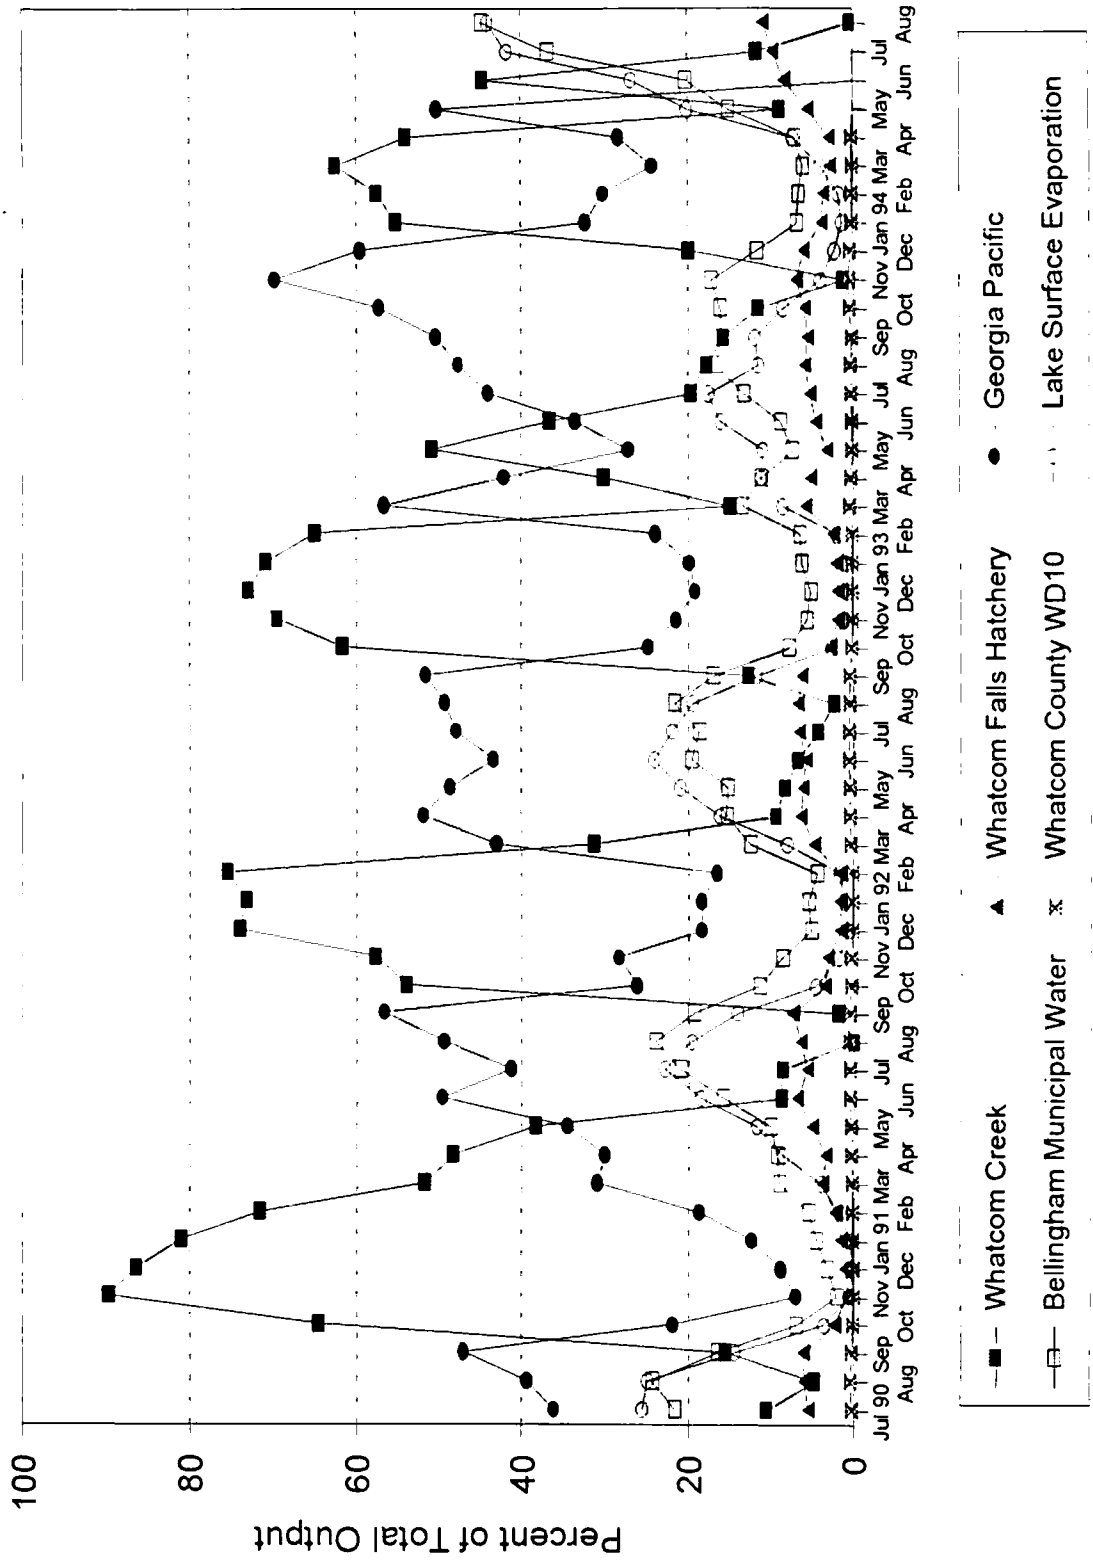 Percent of Total Output
100
80
60
40
20
0
Jul 90
Aug
Sep
Oct
Nov
Dec
Jan 91
Feb
Mar
Apr
May
Jun
Jul
Aug
Sep
Oct
Nov
Dec
Jan 92
Feb
Mar
Apr
May
Jun
Jul
Aug
Sep
Oct
Nov
Dec
Jan 93
Feb
Mar
Apr
May
Jun
Jul
Aug
Sep
Oct
Nov
Dec
Jan 94
Feb
Mar
Apr
May
Jun
Jul
Aug
Whatcom Creek
Whatcom Falls Hatchery
Georgia Pacific
Bellingham Municipal Water
Whatcom County WD10
Lake Surface Evaporation